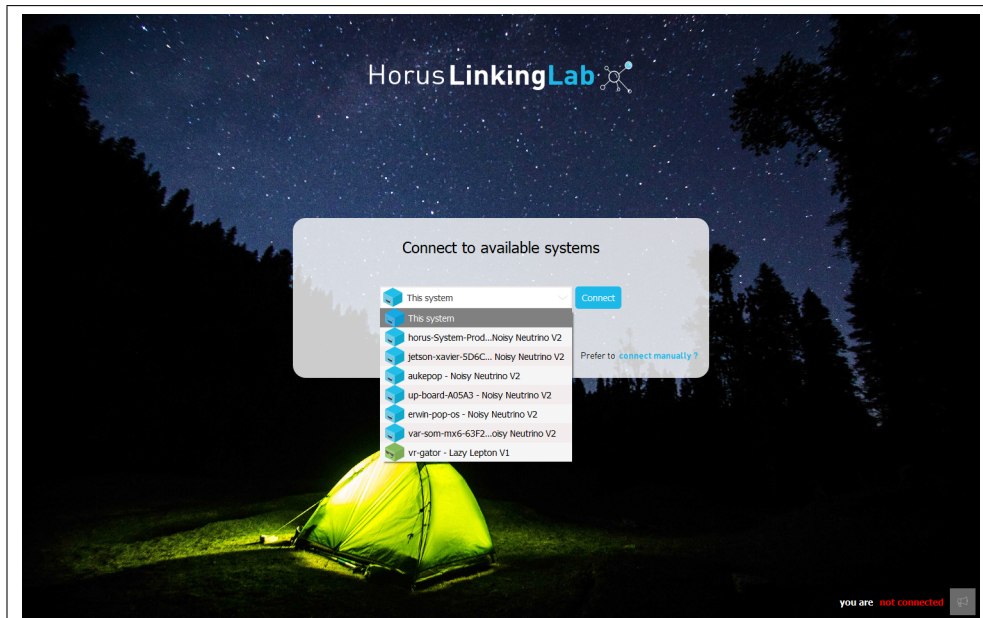 HorusLinkingLab
Connect to available systems
This system
Connect
This system
horus-System-Prod...Noisy Neutrino V2
jetson-xavier-5D6C... Noisy Neutrino V2
Prefer to connect manually ?
aukepop - Noisy Neutrino V2
up-board-A05A3 - Noisy Neutrino V2
erwin-pop-os - Noisy Neutrino V2
var-som-mx6-63F2...oisy Neutrino V2
vr-gator - Lazy Lepton V1
you are not connected